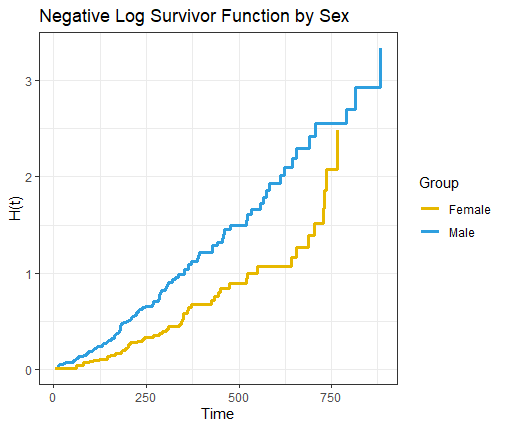 Negative Log Survivor Function by Sex
H(t)
3
2
1
0
0 250 500 750
Time
Group
Female
Male